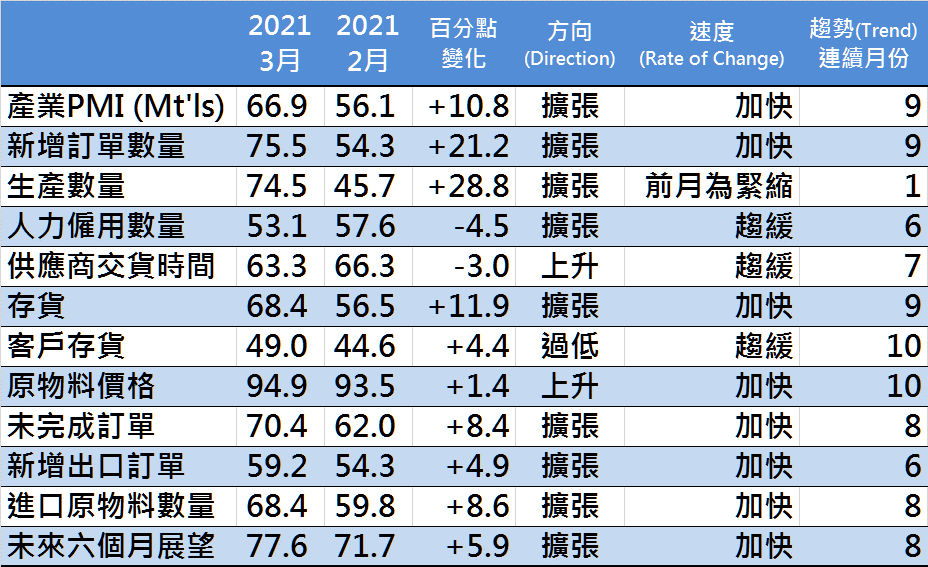 2021 3月 2021 2月 百分點 變化 方向 (Direction) 速度 (Rate of Change) 趨勢(Trend) 連續月份
產業PMI (Mt'ls) 66.9 56.1 +10.8 擴張 加快 9
新增訂單數量 75.5 54.3 +21.2 擴張 加快 9
生產數量 74.5 45.7 +28.8 擴張 前月為緊縮 1
人力僱用數量 53.1 57.6 -4.5 擴張 趨緩 6
供應商交貨時間 63.3 66.3 -3.0 上升 趨緩 7
存貨 68.4 56.5 +11.9 擴張 加快 9
客戶存貨 49.0 44.6 +4.4 過低 趨緩 10
原物料價格 94.9 93.5 +1.4 上升 加快 10
未完成訂單 70.4 62.0 +8.4 擴張 加快 8
新增出口訂單 59.2 54.3 +4.9 擴張 加快 6
進口原物料數量 68.4 59.8 +8.6 擴張 加快 8
未來六個月展望 77.6 71.7 +5.9 擴張 加快 8